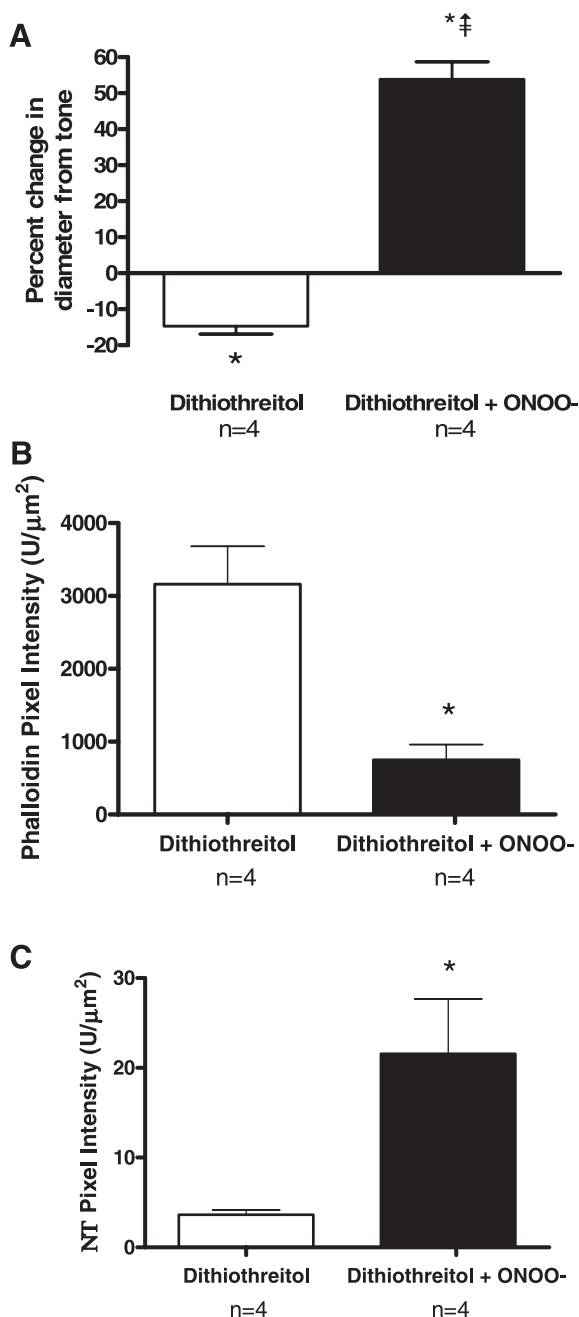 A
Percent change in
diameter from tone
*‡
60
50
40
30
20
10
0
-10
-20
*
Dithiothreitol Dithiothreitol + ONOO-
n=4 n=4
B
Phalloidin Pixel Intensity (U/μm²)
4000
3000
2000
1000
0
*
Dithiothreitol Dithiothreitol + ONOO-
n=4 n=4
C
NT Pixel Intensity (U/μm²)
30
20
10
0
*
Dithiothreitol Dithiothreitol + ONOO-
n=4 n=4